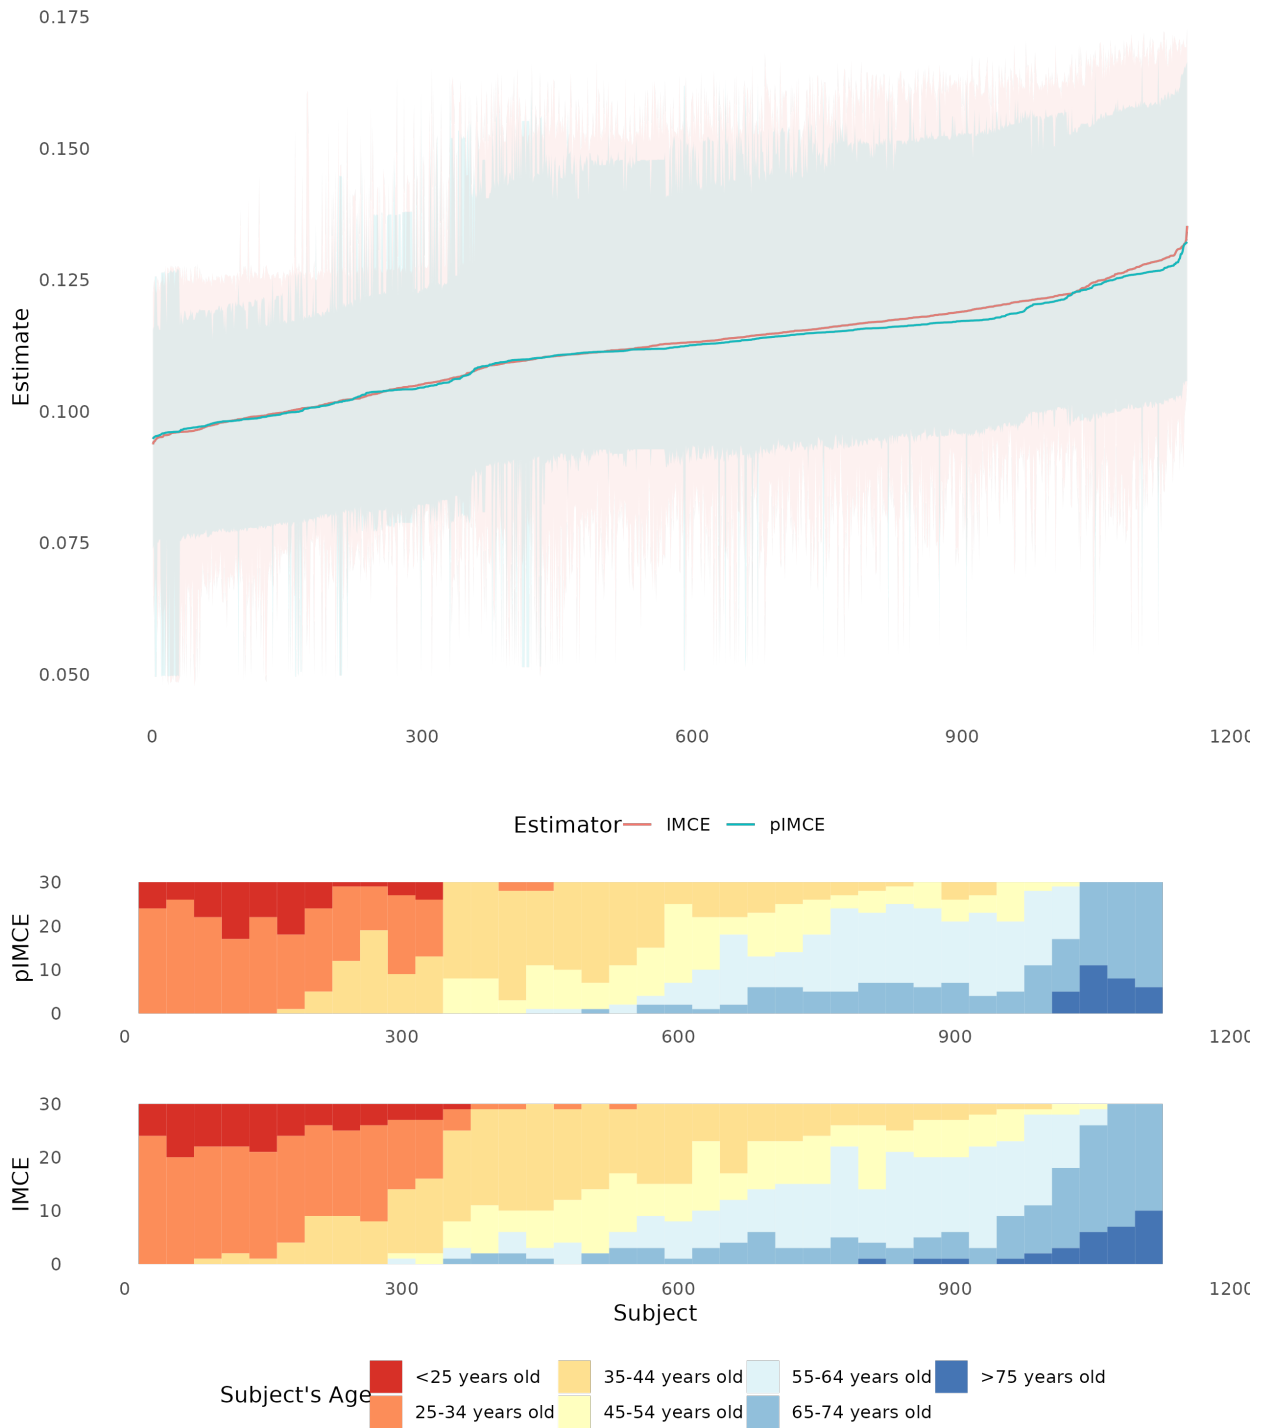 0.175
0.150
0.125
0.100
0.075
0.050
Estimate
0 300 600 900 1200
Estimator IMCE pIMCE
30
20
10
0
pIMCE
0 300 600 900 1200
30
20
10
0
IMCE
0 300 600 900 1200
Subject
Subject's Age
<25 years old 35-44 years old 55-64 years old >75 years old
25-34 years old 45-54 years old 65-74 years old